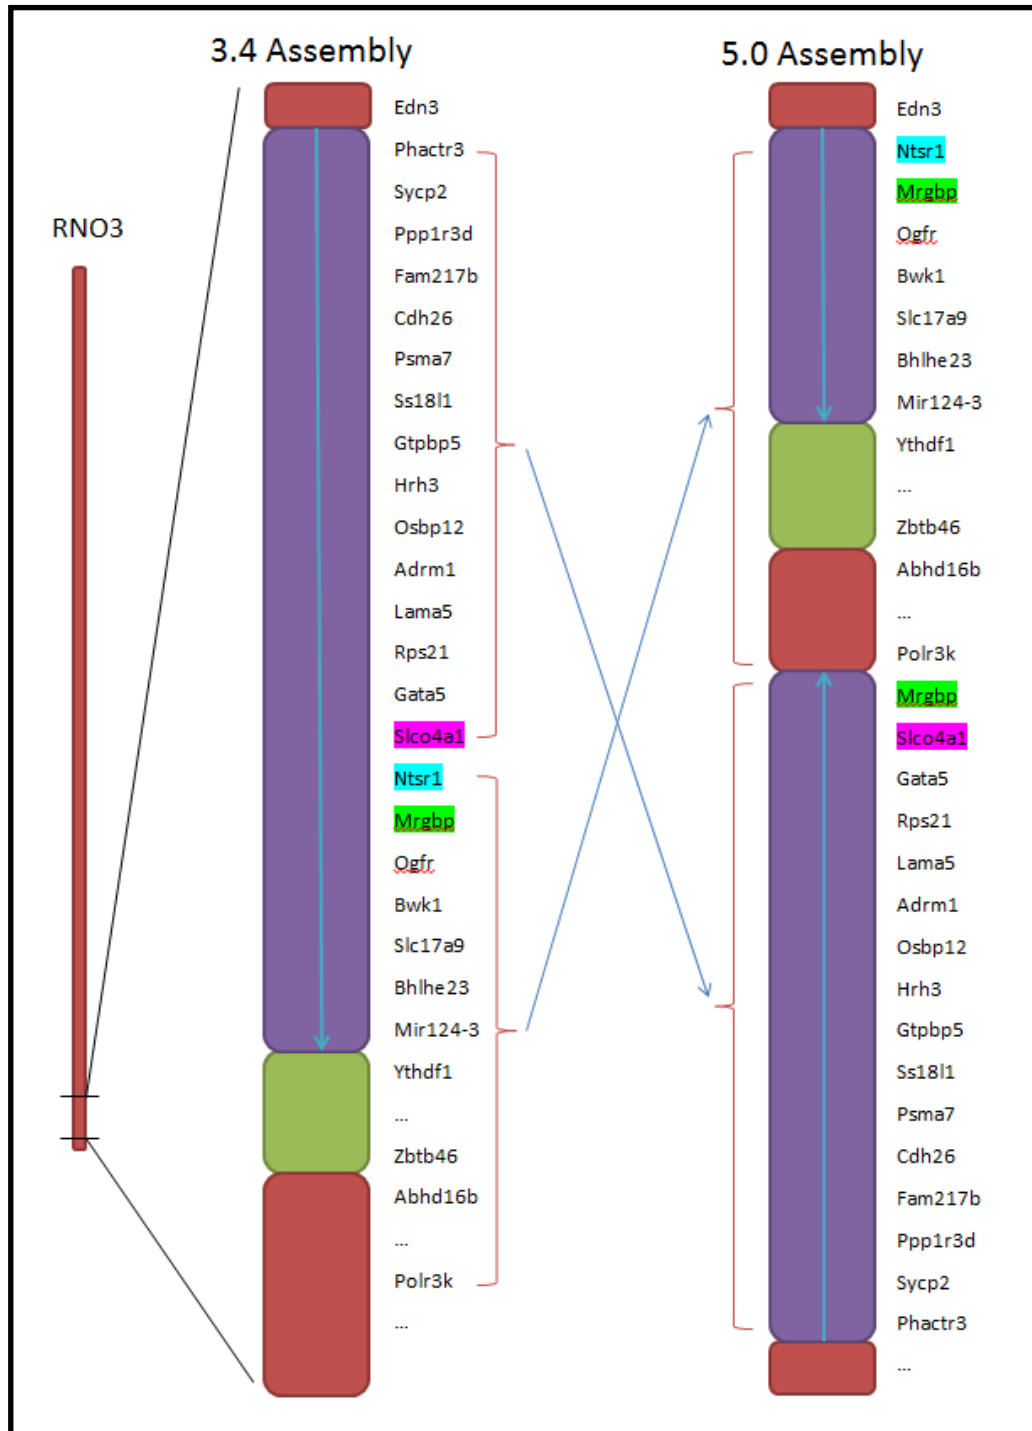 3.4 Assembly
5.0 Assembly
RNO3
Edn3
Phactr3
Sycp2
Ppp1r3d
Fam217b
Cdh26
Psma7
Ss18l1
Gtpbp5
Hrh3
Osbp12
Adrm1
Lama5
Rps21
Gata5
Slco4a1
Ntsr1
Mrgbp
Ogfr
Bwk1
Slc17a9
Bhlhe23
Mir124-3
Ythdf1
...
Zbtb46
Abhd16b
...
Polr3k
...
Edn3
Ntsr1
Mrgbp
Ogfr
Bwk1
Slc17a9
Bhlhe23
Mir124-3
Ythdf1
...
Zbtb46
Abhd16b
...
Polr3k
Mrgbp
Slco4a1
Gata5
Rps21
Lama5
Adrm1
Osbp12
Hrh3
Gtpbp5
Ss18l1
Psma7
Cdh26
Fam217b
Ppp1r3d
Sycp2
Phactr3
...